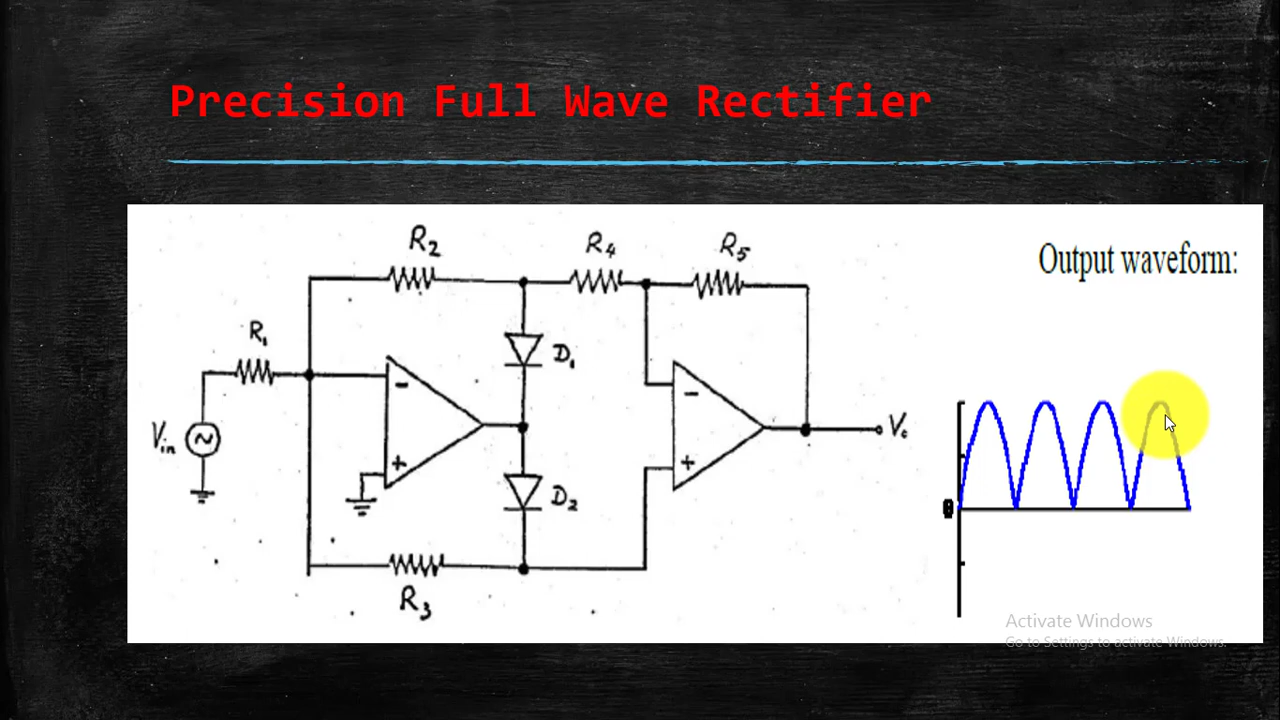 Precision Full Wave Rectifier
R2
R4
R5
Output waveform:
R1
D1
−
Vin
+
−
+
Vo
D2
0
R3
Activate Windows
Go to Settings to activate Windows.